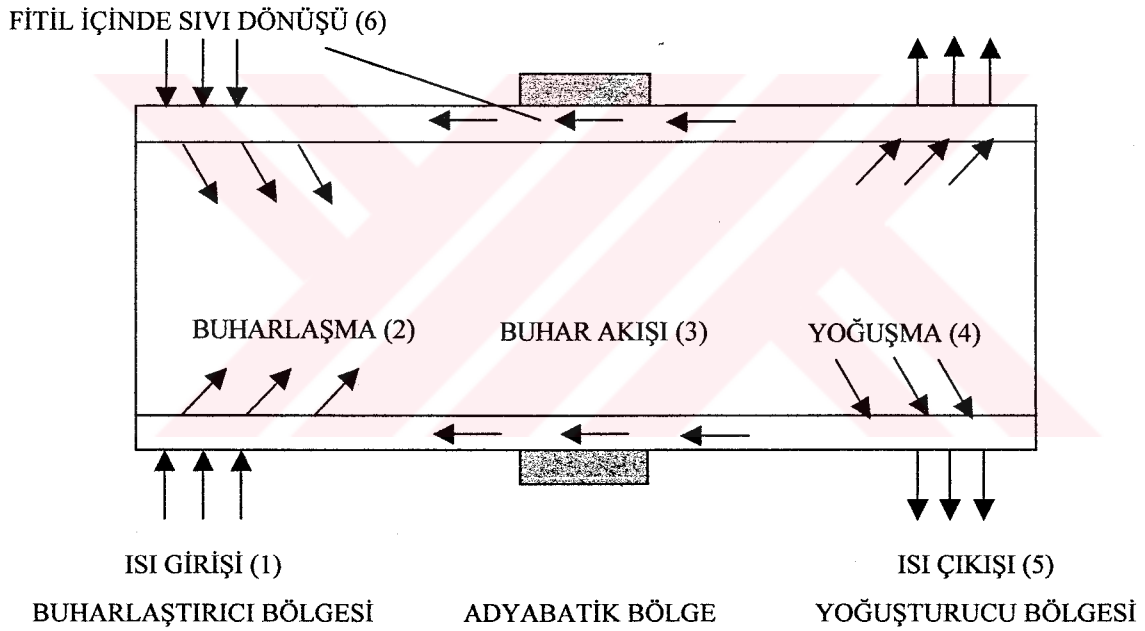 FİTİL İÇİNDE SIVI DÖNÜŞÜ (6)
BUHARLAŞMA (2)
BUHAR AKIŞI (3)
YOĞUŞMA (4)
ISI GİRİŞİ (1)
ISI ÇIKIŞI (5)
BUHARLAŞTIRICI BÖLGESİ
ADYABATİK BÖLGE
YOĞUŞTURUCU BÖLGESİ